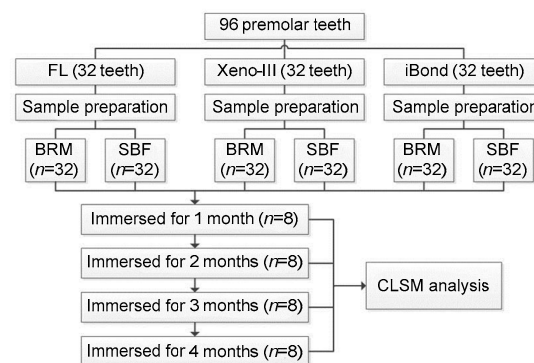 96 premolar teeth
FL (32 teeth)
Xeno-III (32 teeth)
iBond (32 teeth)
Sample preparation
Sample preparation
Sample preparation
BRM
(n=32)
SBF
(n=32)
BRM
(n=32)
SBF
(n=32)
BRM
(n=32)
SBF
(n=32)
Immersed for 1 month (n=8)
Immersed for 2 months (n=8)
Immersed for 3 months (n=8)
Immersed for 4 months (n=8)
CLSM analysis